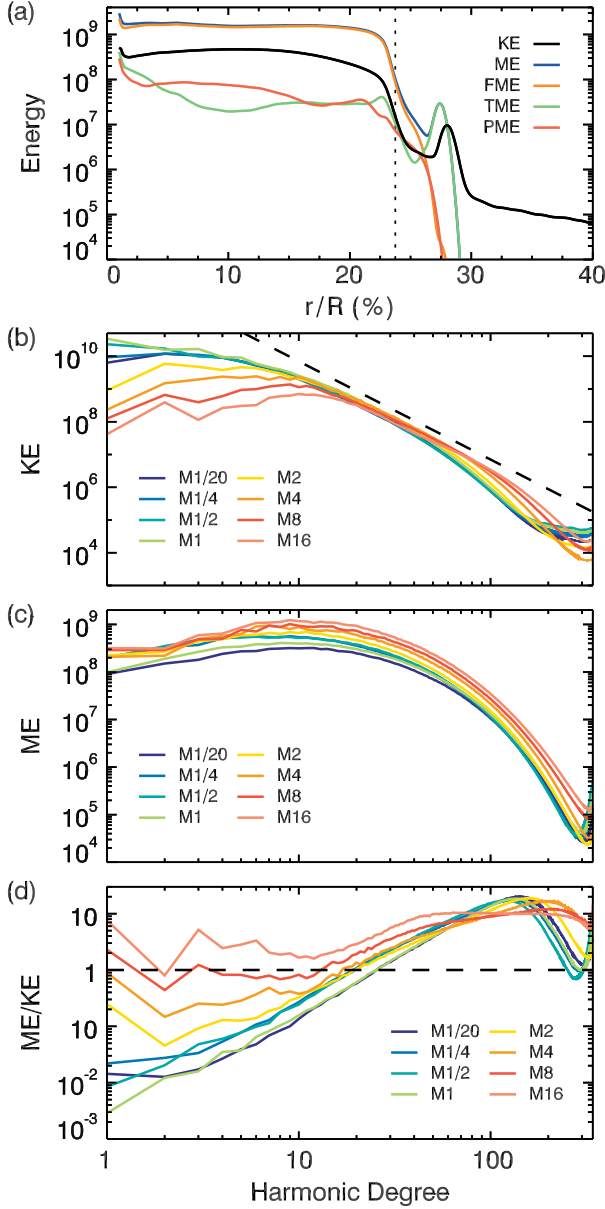 (a)
10⁹
10⁸
10⁷
10⁶
10⁵
10⁴
Energy
KE
ME
FME
TME
PME
0 10 20 30 40
r/R (%)
(b)
10¹⁰
10⁸
10⁶
10⁴
KE
M1/20 M2
M1/4 M4
M1/2 M8
M1 M16
(c)
10⁹
10⁸
10⁷
10⁶
10⁵
10⁴
ME
M1/20 M2
M1/4 M4
M1/2 M8
M1 M16
(d)
10
1
10
10⁻²
10⁻³
ME/KE
M1/20 M2
M1/4 M4
M1/2 M8
M1 M16
1 10 100
Harmonic Degree